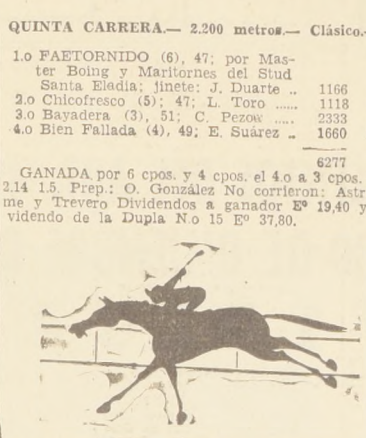 QUINTA CARRERA.— 2.200 metros.— Clásico.-
1.o FAETORNIDO (6), 47; por Mas-
ter Boing y Maritornes del Stud
Santa Eladia; jinete: J. Duarte .. 1166
2.o Chicofresco (5); 47; L. Toro ...... 1118
3.o Bayadera (3), 51; C. Pezow ..... 2333
4.o Bien Fallada (4), 49; E. Suárez .. 1660
6277
GANADA por 6 cpos. y 4 cpos. el 4.o a 3 cpos.
2.14 1.5. Prep.: O. González No corrieron: Astr
me y Trevero Dividendos a ganador Eº 19,40 y
videndo de la Dupla N.o 15 Eº 37,80.